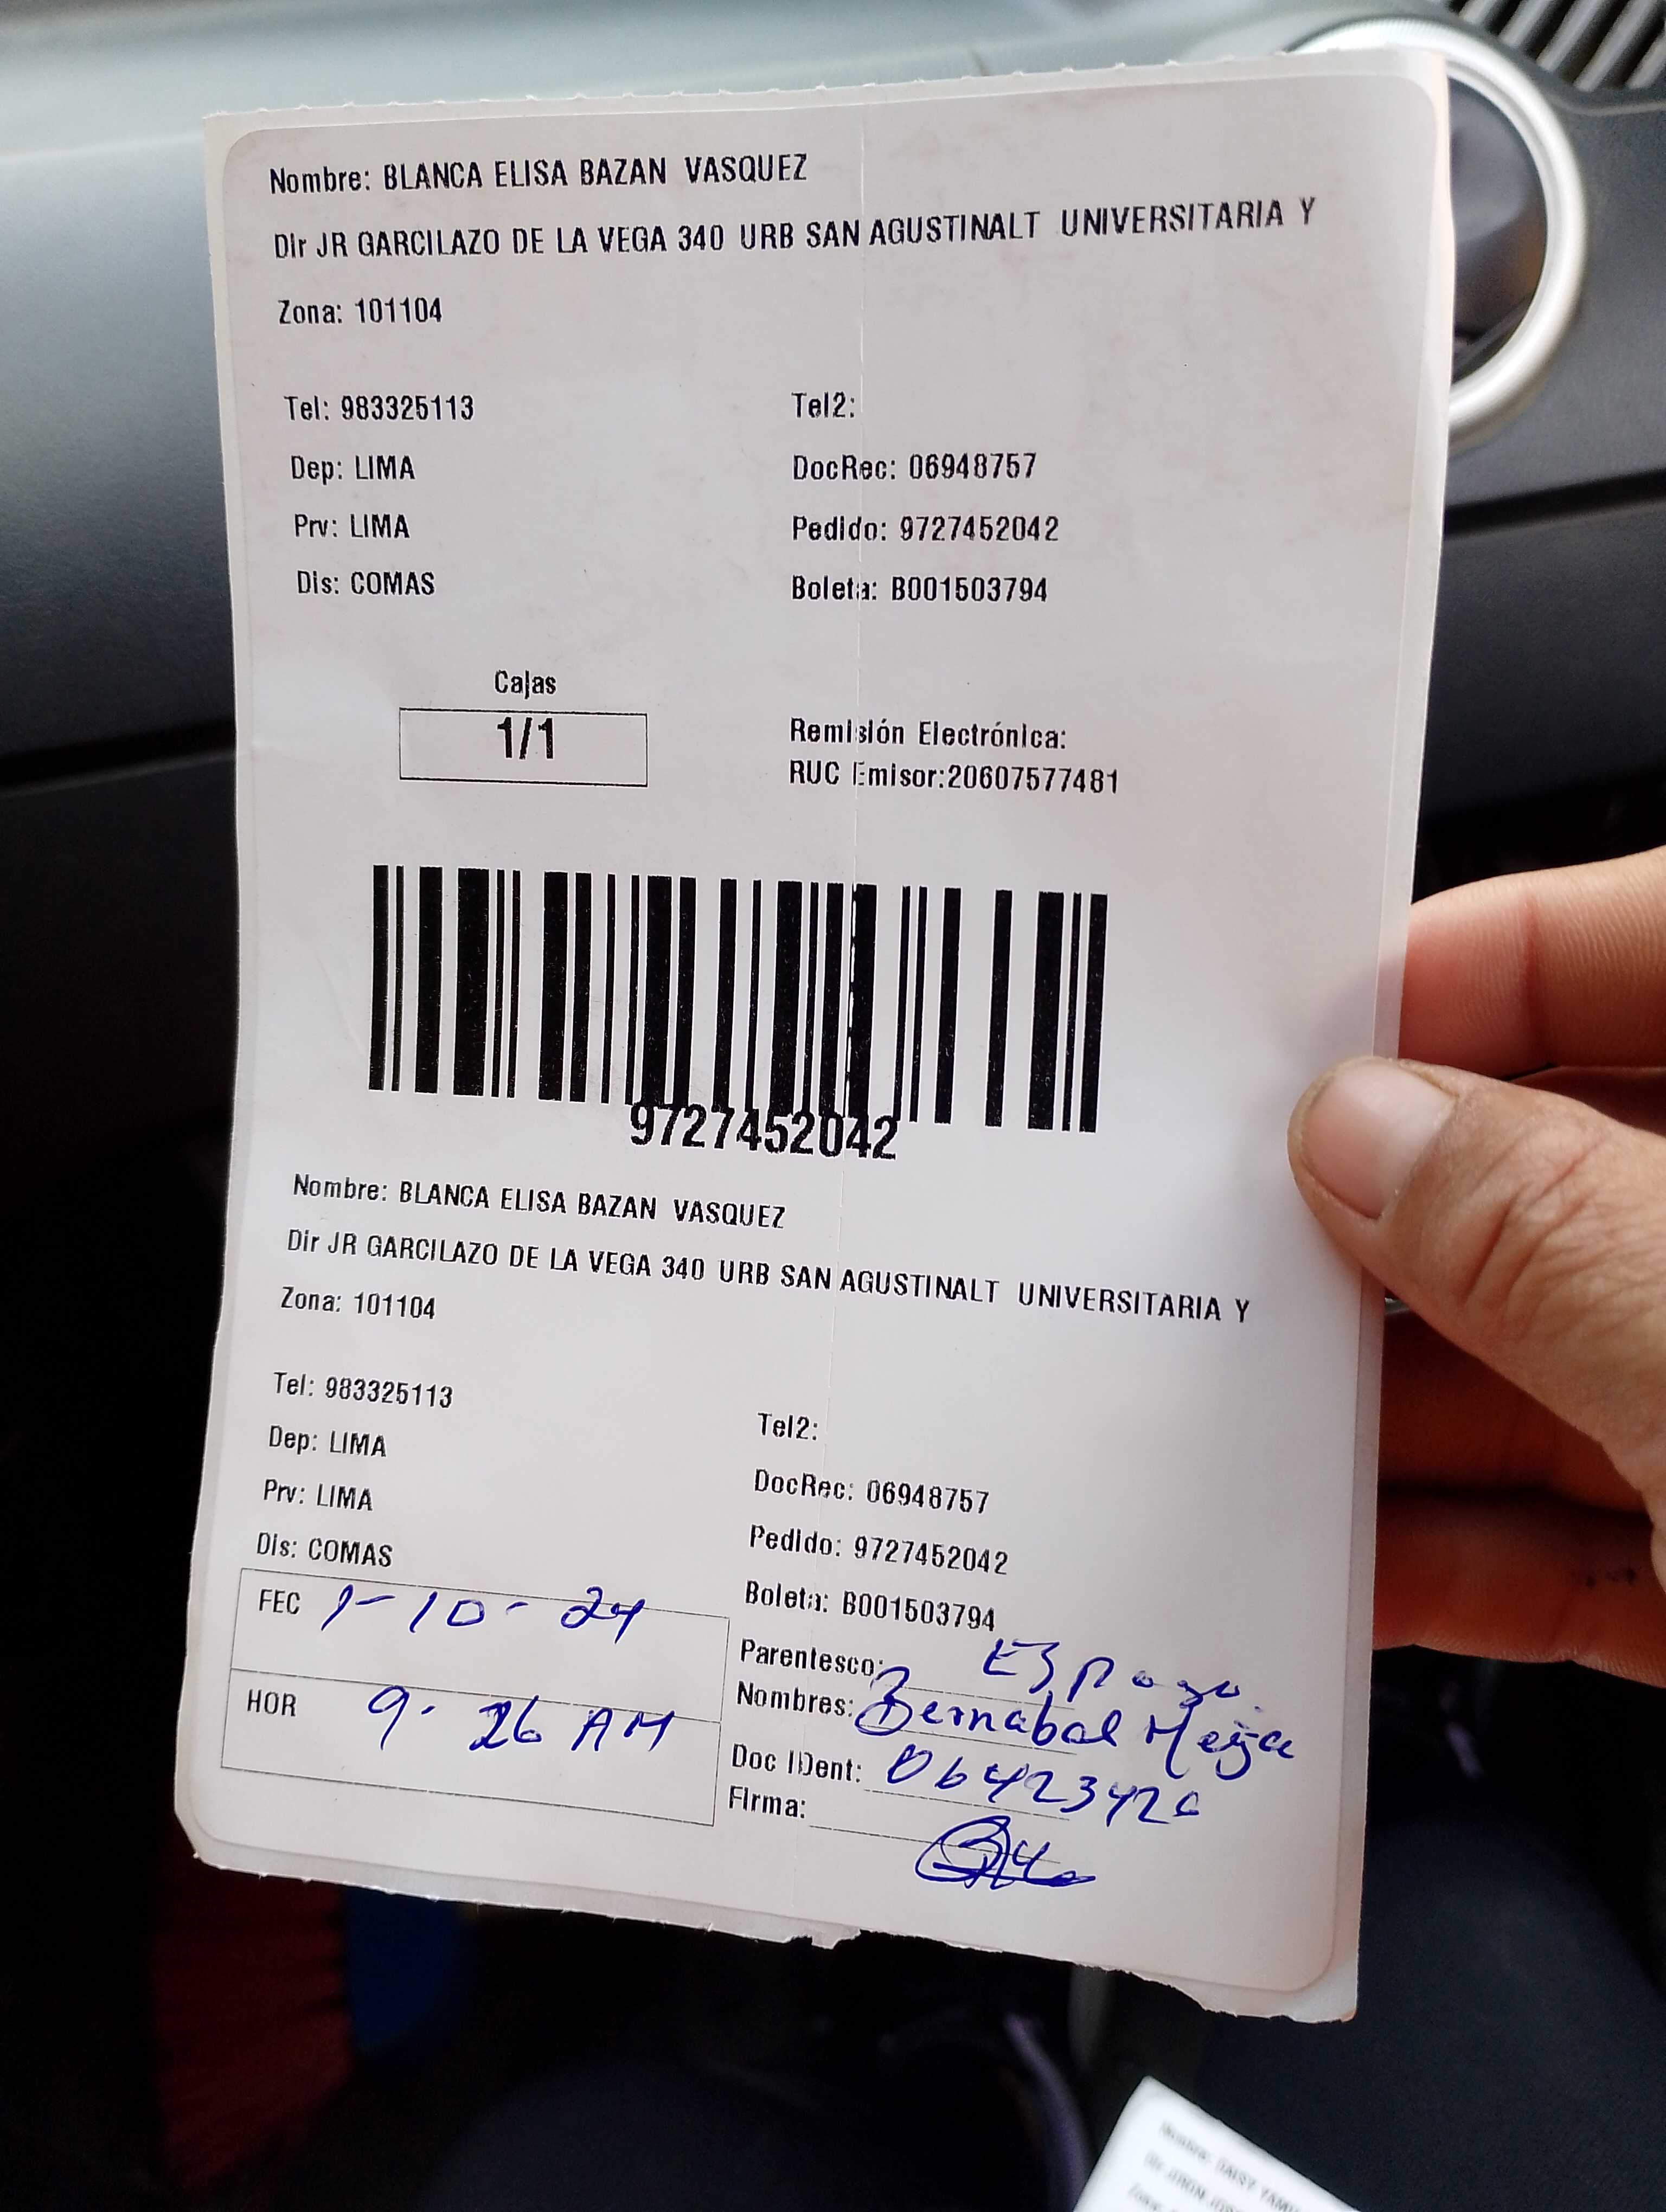 Nombre: BLANCA ELISA BAZAN VASQUEZ
Dir JR GARCILAZO DE LA VEGA 340 URB SAN AGUSTINALT UNIVERSITARIA Y
Zona: 101104
Tel: 983325113 Tel2:
Dep: LIMA DocRec: 06948757
Prv: LIMA Pedido: 9727452042
Dis: COMAS Boleta: B001503794
Cajas
1/1
Remisión Electrónica:
RUC Emisor:20607577481
9727452042
Nombre: BLANCA ELISA BAZAN VASQUEZ
Dir JR GARCILAZO DE LA VEGA 340 URB SAN AGUSTINALT UNIVERSITARIA Y
Zona: 101104
Tel: 983325113 Tel2:
Dep: LIMA DocRec: 06948757
Prv: LIMA Pedido: 9727452042
Dis: COMAS Boleta: B001503794
FEC 1-10-24
Parentesco: Esposo.
HOR 9.26 AM
Nombres: Bernabal Mejia
Doc IDent:
Firma: